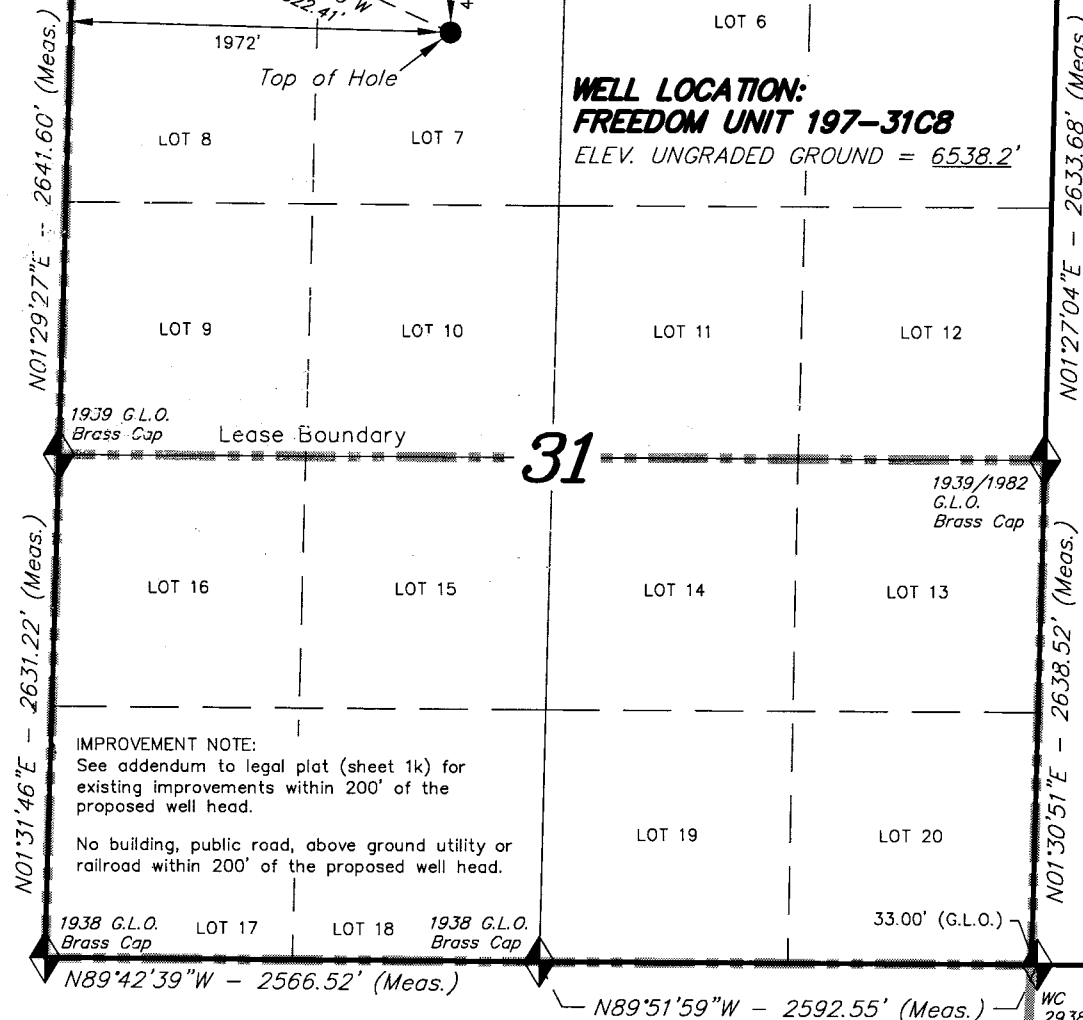 LOT 6
1972'
Top of Hole
WELL LOCATION:
FREEDOM UNIT 197-31C8
ELEV. UNGRADED GROUND = 6538.2'
LOT 8
LOT 7
N01°29'27"E -- 2641.60' (Meas.)
N01°27'04"E - 2633.68' (Meas.)
LOT 9
LOT 10
LOT 11
LOT 12
1939 G.L.O.
Brass Cap
Lease Boundary
31
1939/1982
G.L.O.
Brass Cap
LOT 16
LOT 15
LOT 14
LOT 13
N01°31'46"E - 2631.22' (Meas.)
N01°30'51"E - 2638.52' (Meas.)
IMPROVEMENT NOTE:
See addendum to legal plat (sheet 1k) for
existing improvements within 200' of the
proposed well head.
No building, public road, above ground utility or
railroad within 200' of the proposed well head.
LOT 19
LOT 20
1938 G.L.O.
Brass Cap
LOT 17
LOT 18
1938 G.L.O.
Brass Cap
33.00' (G.L.O.)
N89°42'39"W - 2566.52' (Meas.)
N89°51'59"W - 2592.55' (Meas.)
WC